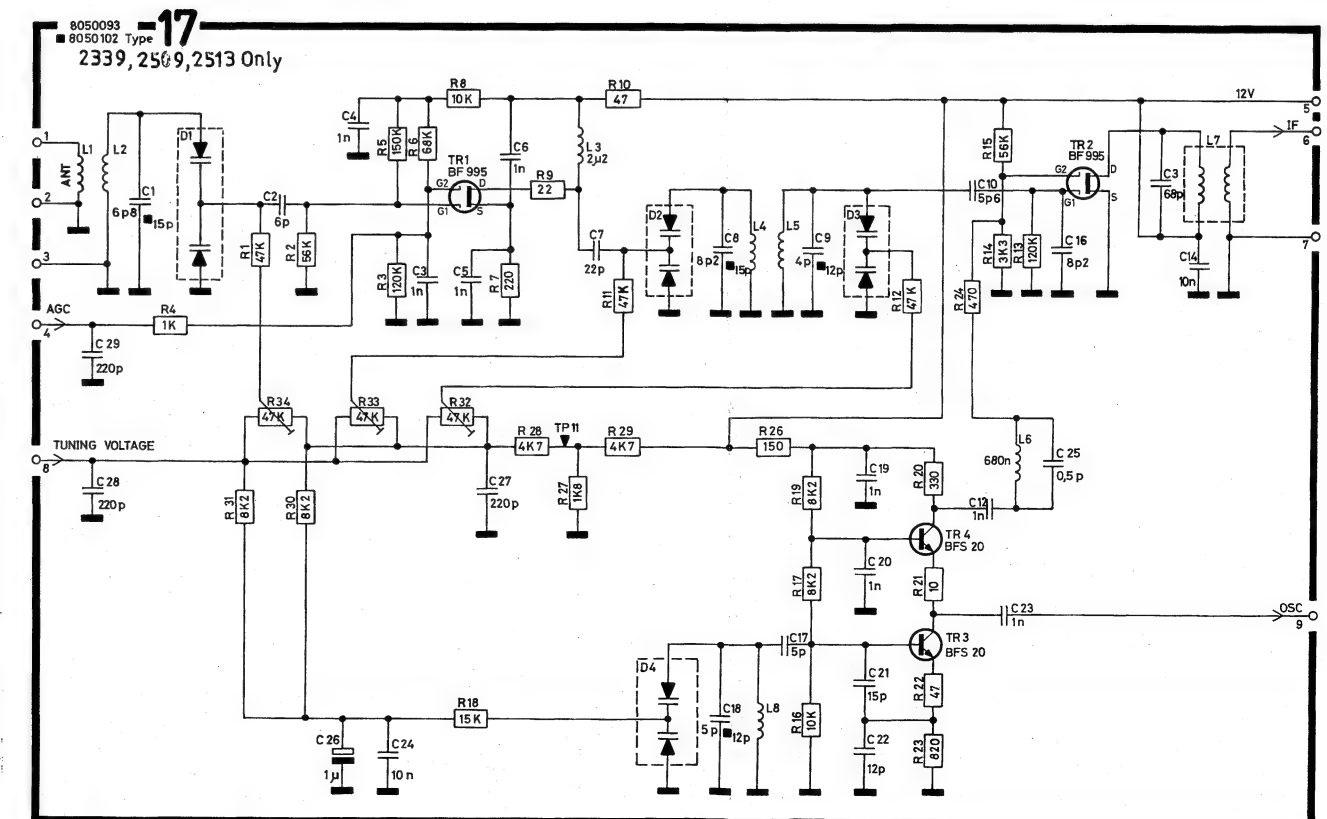 8050093
■ 8050102 Type 17
2339, 2509, 2513 Only
1
L1
ANT
2
3
L2
C1
6p8
■15p
D1
C2
6p
R1
47K
R2
56K
C4
1n
R5
150K
R6
68K
R8
10K
R10
47
C6
1n
L3
2µ2
TR1
BF 995
G2
D
G1
S
R9
22
R3
120K
C3
1n
C5
1n
R7
220
C7
22p
R11
47K
D2
C8
8p2
■15p
L4
L5
C9
4p
■12p
D3
R12
47K
C10
5p6
R15
56K
TR2
BF 995
G2
D
G1
S
R14
3K3
R13
120K
C16
8p2
R24
470
C3
68p
L7
C14
10n
12V
5
IF
6
7
AGC
4
R4
1K
C29
220p
R34
47K
R33
47K
R32
47K
TUNING VOLTAGE
8
C28
220p
R31
8K2
R30
8K2
C27
220p
R28
4K7
TP11
R27
1K8
R29
4K7
R26
150
R19
8K2
C19
1n
R20
330
L6
680n
C25
0,5p
C12
1n
TR4
BFS 20
R17
8K2
C20
1n
R21
10
C23
1n
OSC
9
TR3
BFS 20
C17
5p
D4
C18
5p
■12p
L8
R16
10K
C21
15p
C22
12p
R22
47
R23
820
R18
15K
C26
1µ
C24
10n